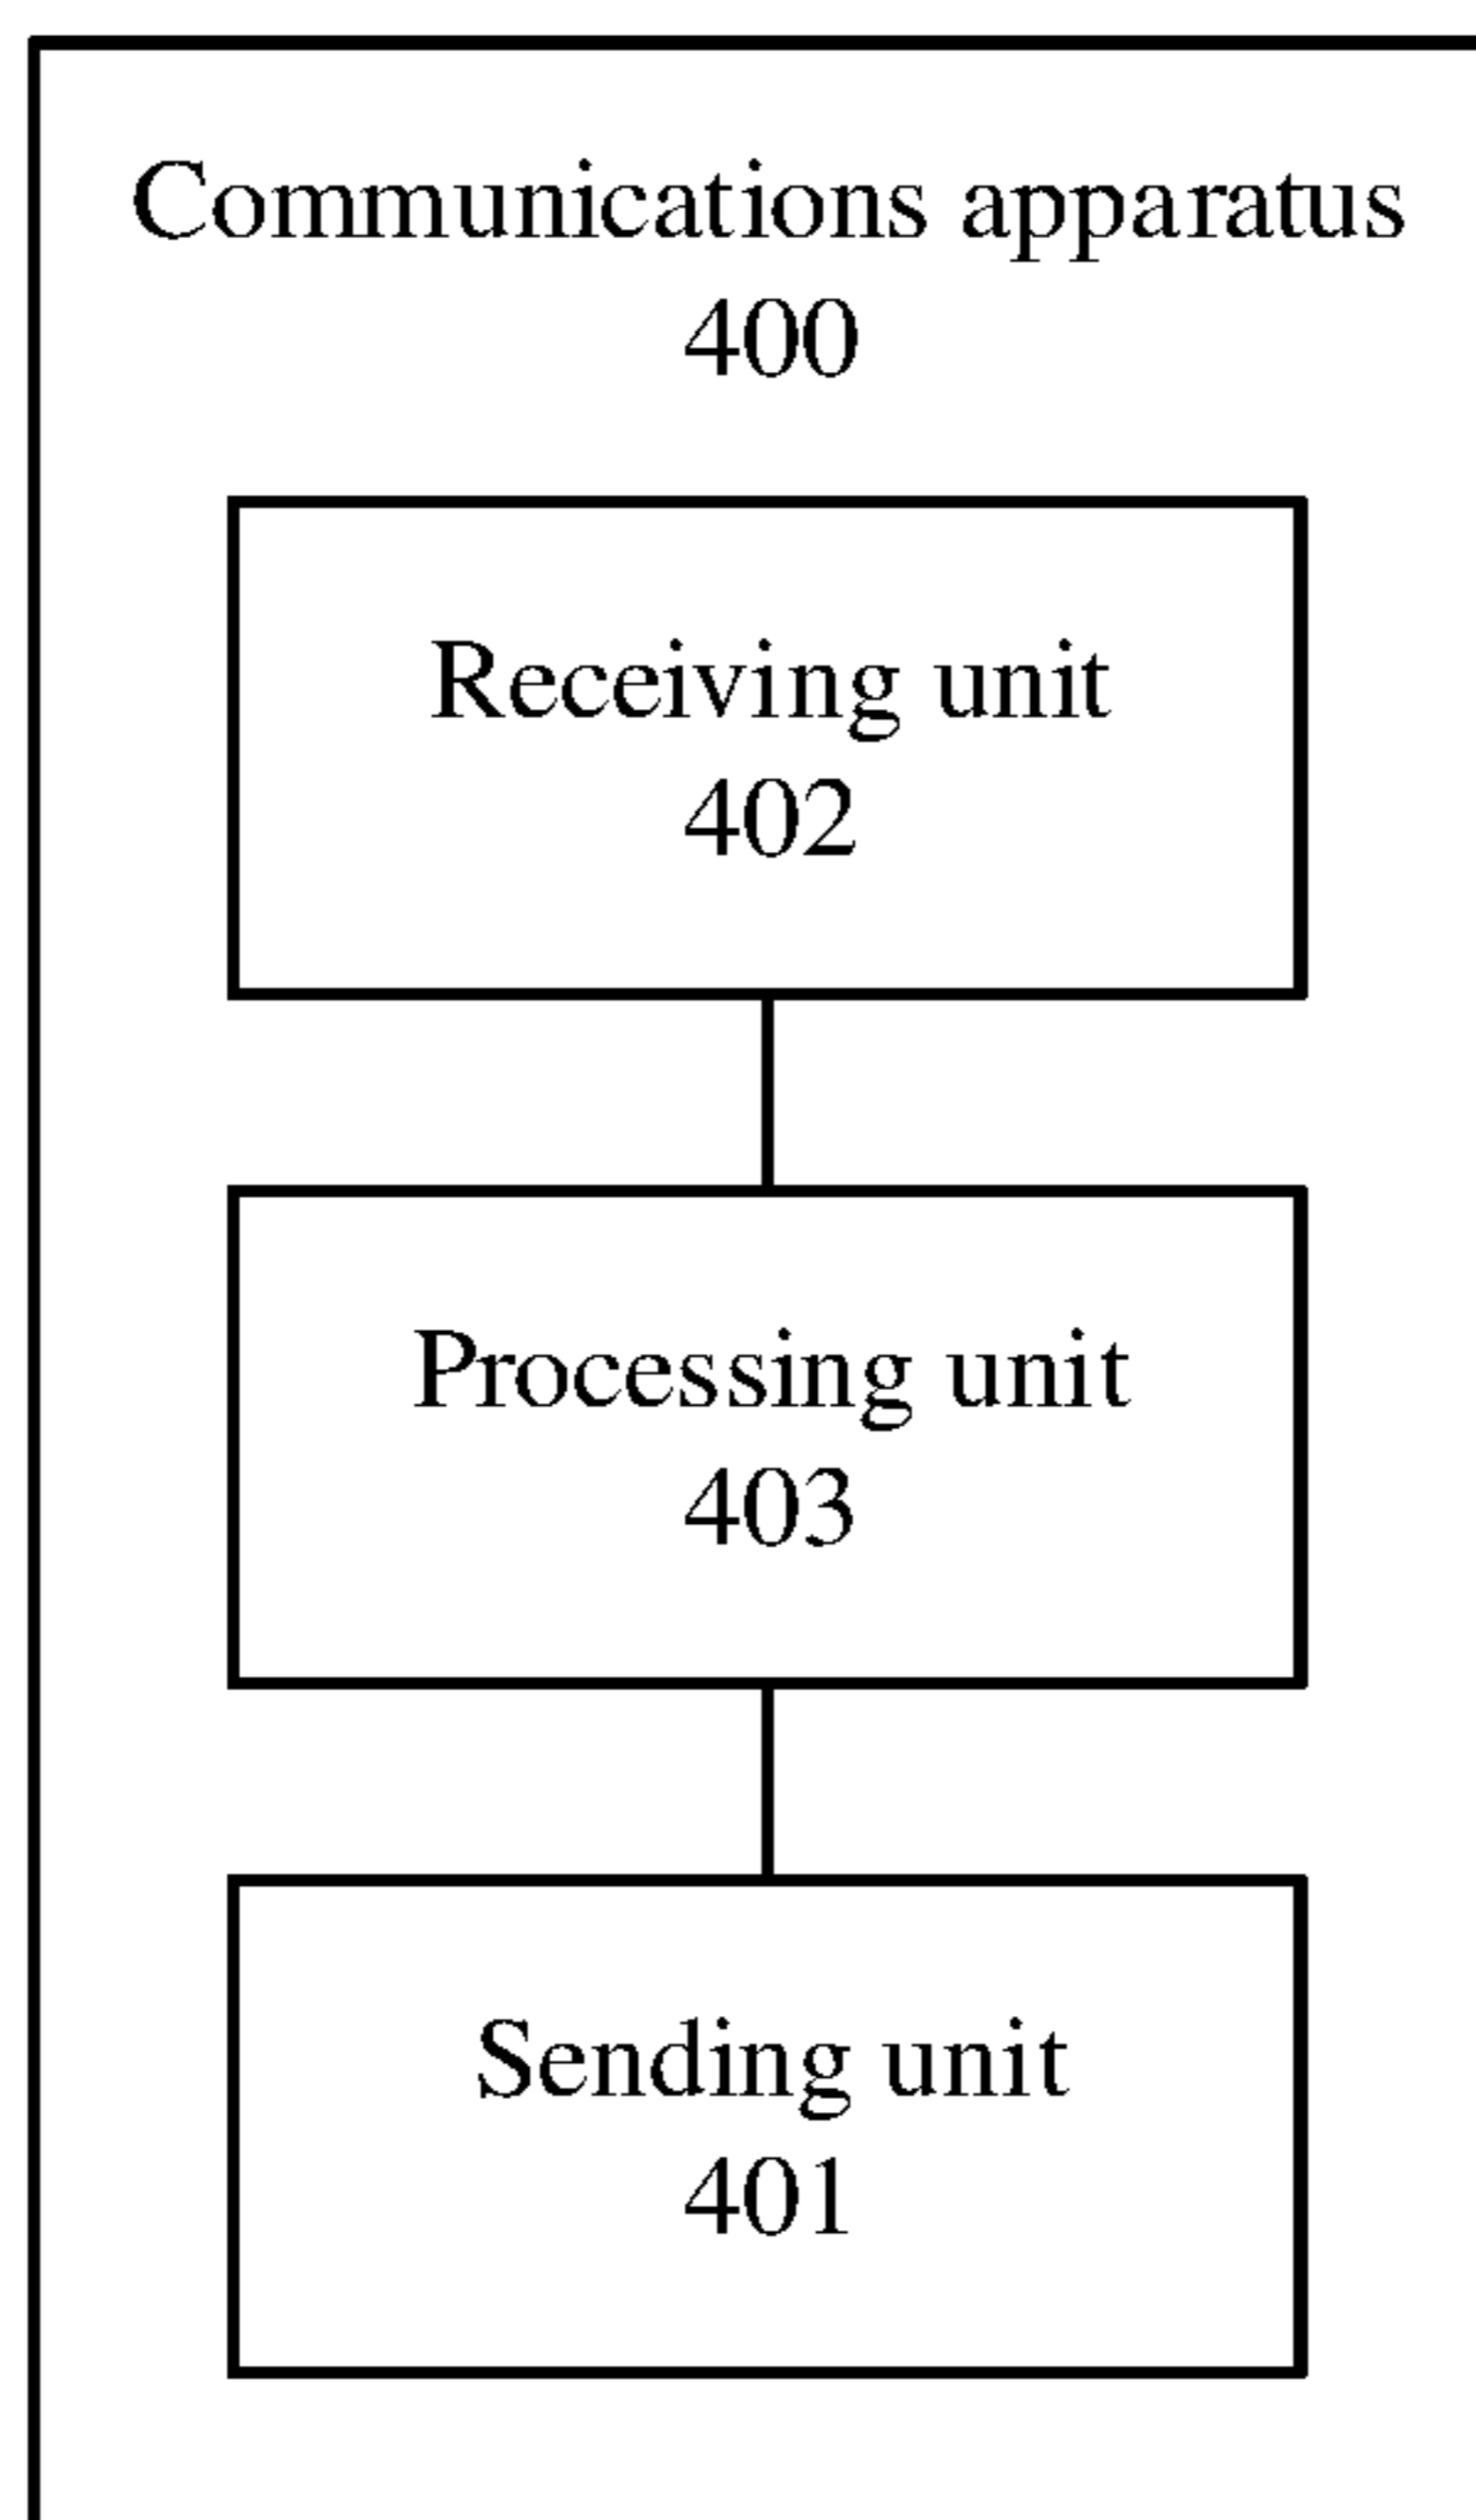 Communications apparatus
400
Receiving unit
402
Processing unit
403
Sending unit
401